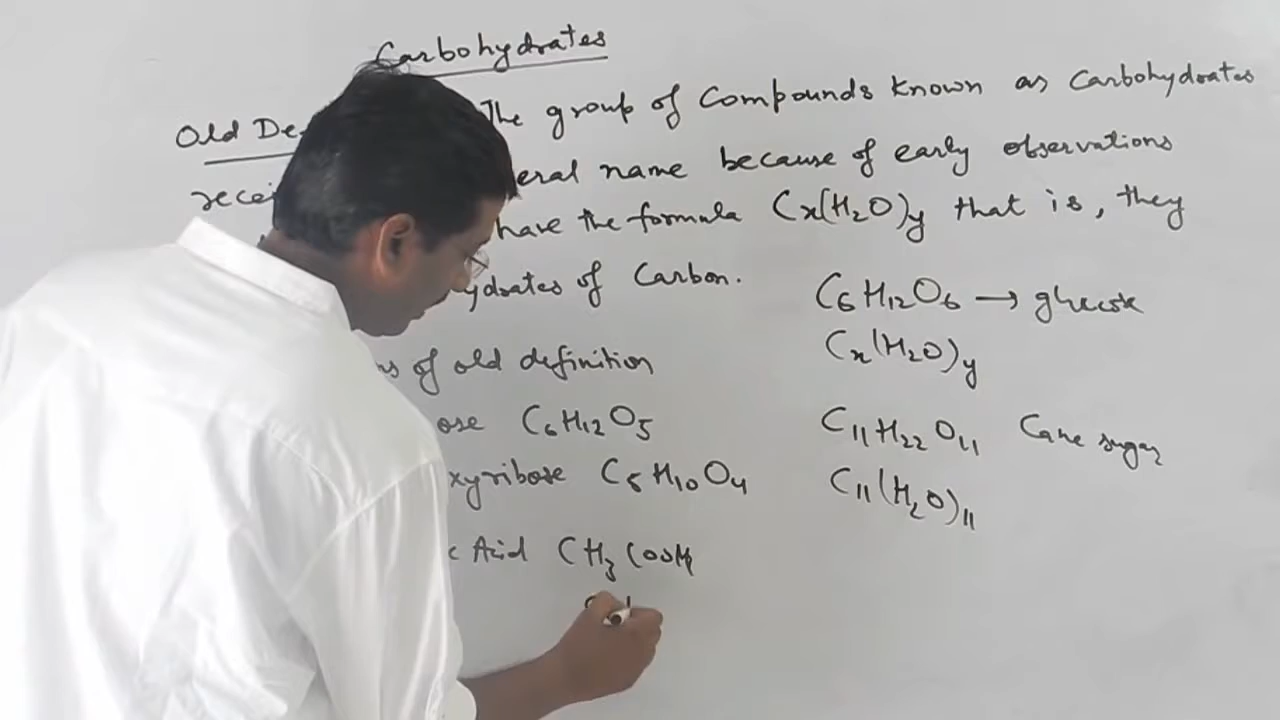 Carbohydrates
Old De The group of Compounds known as Carbohydrates
recei eral name because of early observations
have the formula Cx(H2O)y that is, they
ydrates of Carbon.
C6H12O6 → glucose
Cx(H2O)y
ns of old definition
ose C6H12O5
C11H22O11 Cane sugar
xyribose C5H10O4
C11(H2O)11
c Acid CH3COOH